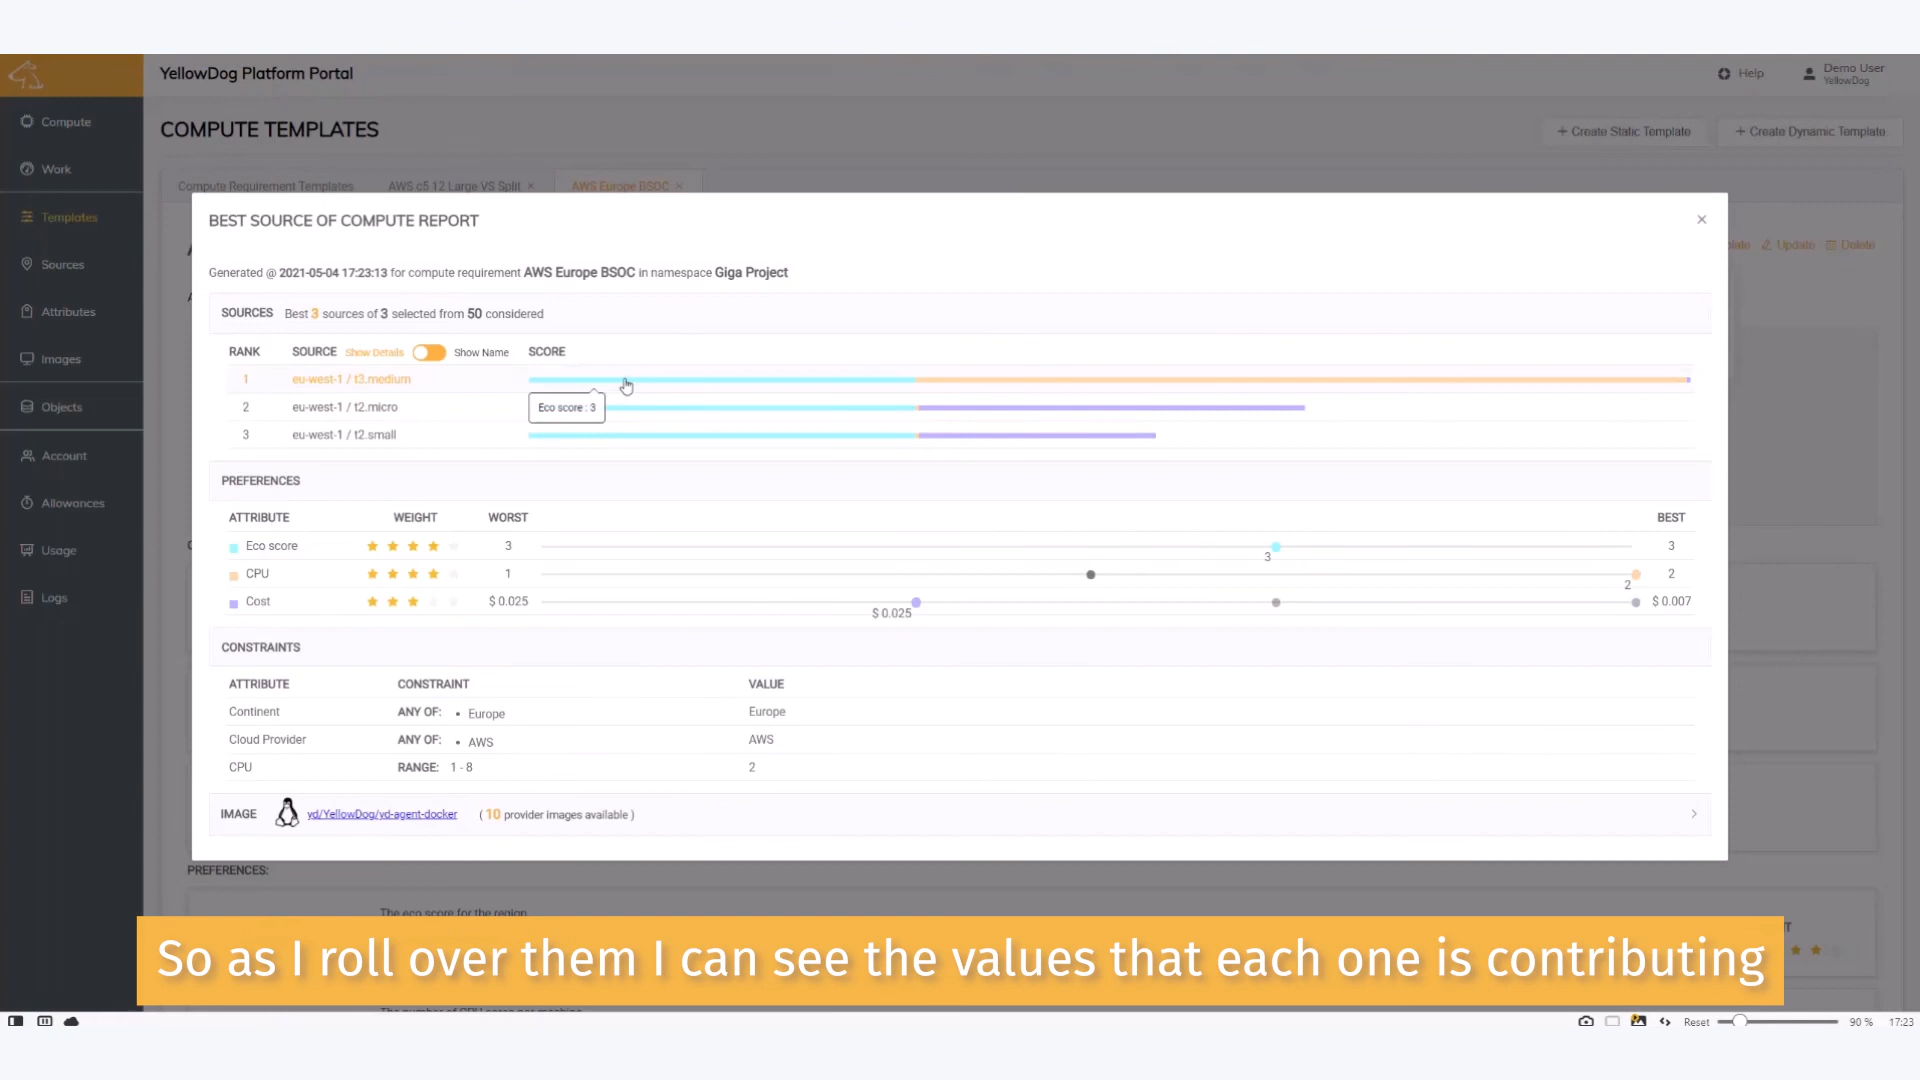 YellowDog Platform Portal
Help
Demo User
YellowDog
Compute
Work
Templates
Sources
Attributes
Images
Objects
Account
Allowances
Usage
Logs
COMPUTE TEMPLATES
+ Create Static Template
+ Create Dynamic Template
Compute Requirement Templates
AWS c5 12 Large VS Split ×
AWS Europe BSOC ×
Update
Delete
BEST SOURCE OF COMPUTE REPORT
×
Generated @ 2021-05-04 17:23:13 for compute requirement AWS Europe BSOC in namespace Giga Project
SOURCES Best 3 sources of 3 selected from 50 considered
RANK SOURCE Show Details Show Name SCORE
1 eu-west-1 / t3.medium
2 eu-west-1 / t2.micro
Eco score : 3
3 eu-west-1 / t2.small
PREFERENCES
ATTRIBUTE WEIGHT WORST BEST
Eco score 3 3 3
CPU 1 2 2
Cost $ 0.025 $ 0.025 $ 0.007
CONSTRAINTS
ATTRIBUTE CONSTRAINT VALUE
Continent ANY OF: • Europe Europe
Cloud Provider ANY OF: • AWS AWS
CPU RANGE: 1 - 8 2
IMAGE yd/YellowDog/yd-agent-docker ( 10 provider images available )
PREFERENCES:
The eco score for the region
So as I roll over them I can see the values that each one is contributing
Reset 90 % 17:23